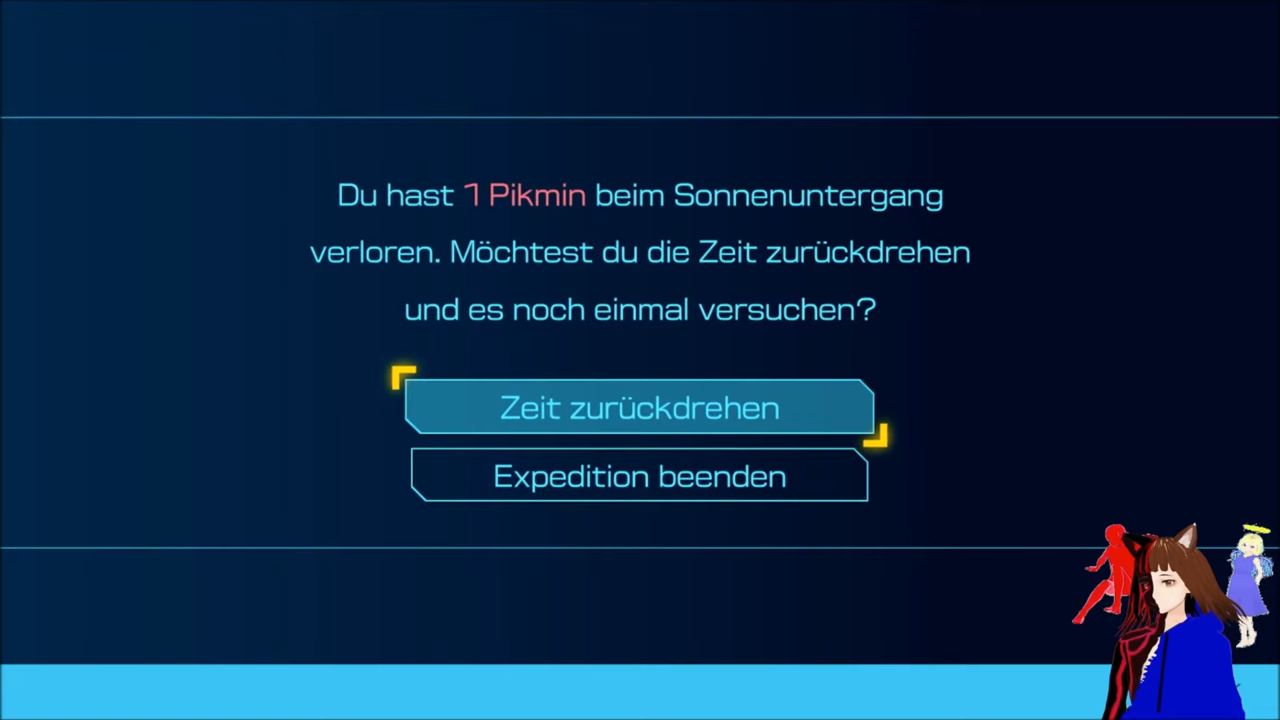 Du hast 1 Pikmin beim Sonnenuntergang
verloren. Möchtest du die Zeit zurückdrehen
und es noch einmal versuchen?
Zeit zurückdrehen
Expedition beenden